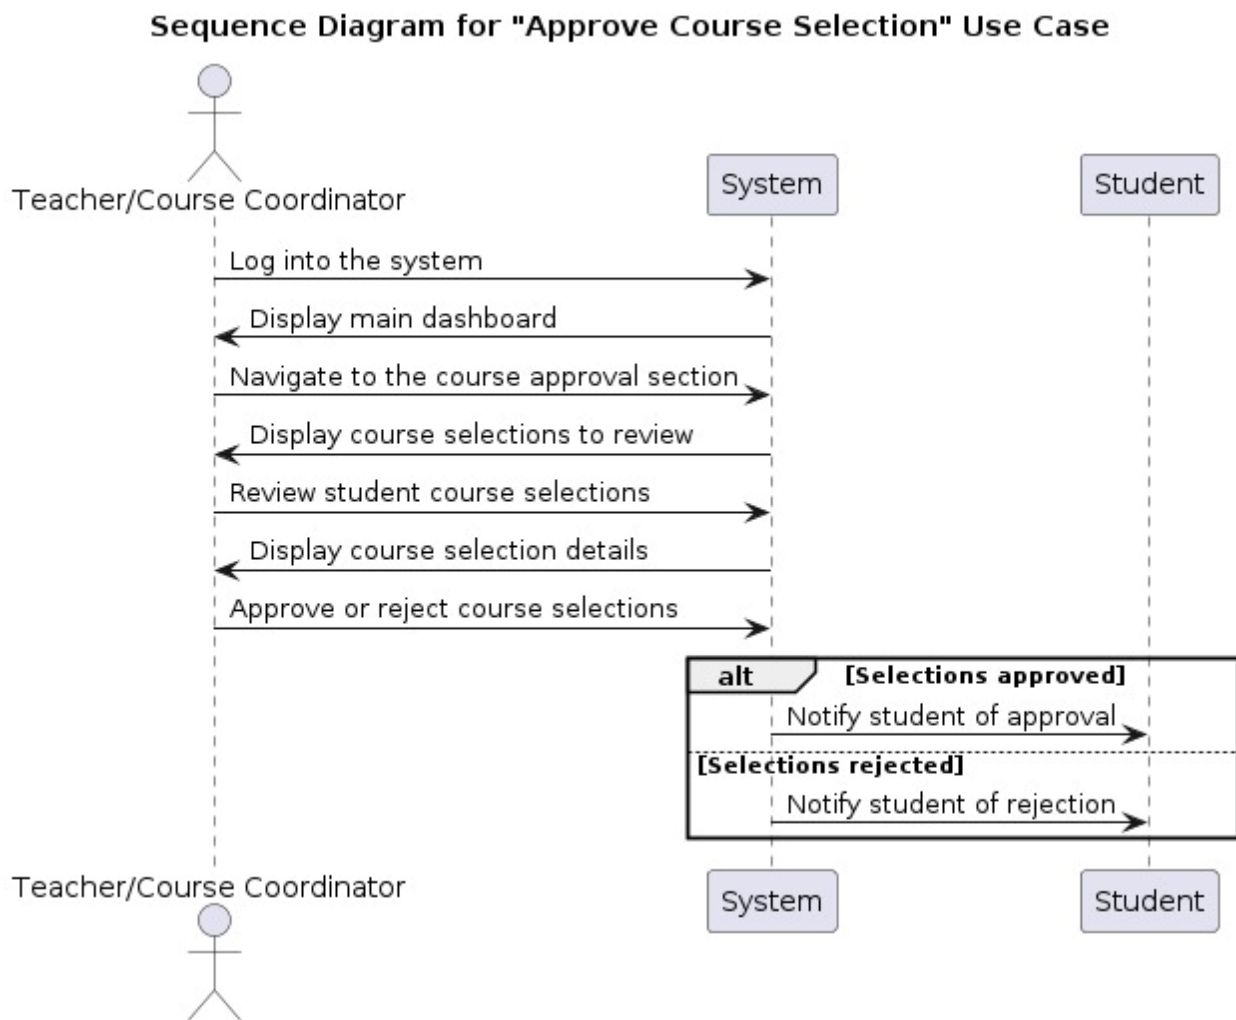 Sequence Diagram for "Approve Course Selection" Use Case
Teacher/Course Coordinator
System
Student
Log into the system
Display main dashboard
Navigate to the course approval section
Display course selections to review
Review student course selections
Display course selection details
Approve or reject course selections
alt
[Selections approved]
Notify student of approval
[Selections rejected]
Notify student of rejection
Teacher/Course Coordinator
System
Student